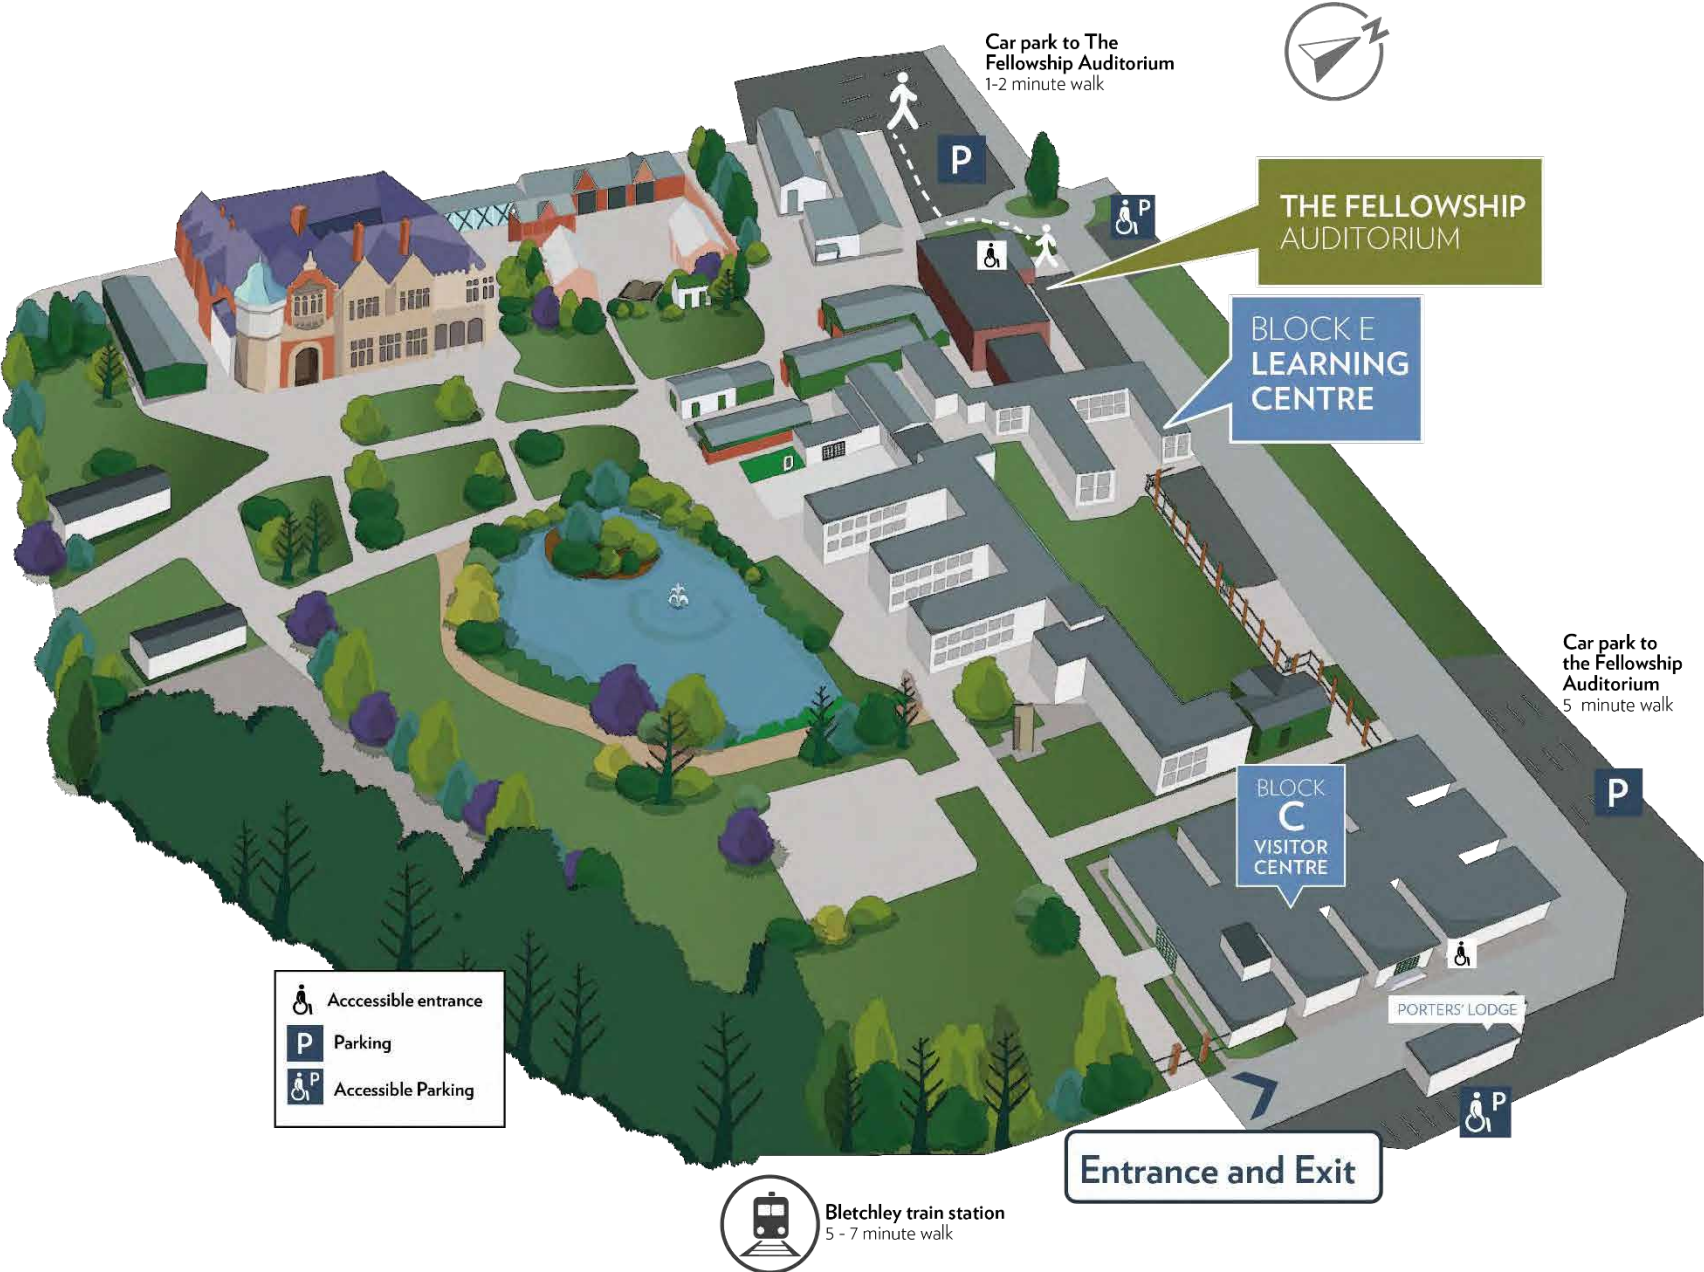 Car park to The
Fellowship Auditorium
1-2 minute walk
Z
P
P
THE FELLOWSHIP
AUDITORIUM
BLOCK E
LEARNING
CENTRE
Car park to
the Fellowship
Auditorium
5 minute walk
P
BLOCK
C
VISITOR
CENTRE
PORTERS' LODGE
P
Acccessible entrance
P
Parking
P
Accessible Parking
Entrance and Exit
Bletchley train station
5 - 7 minute walk